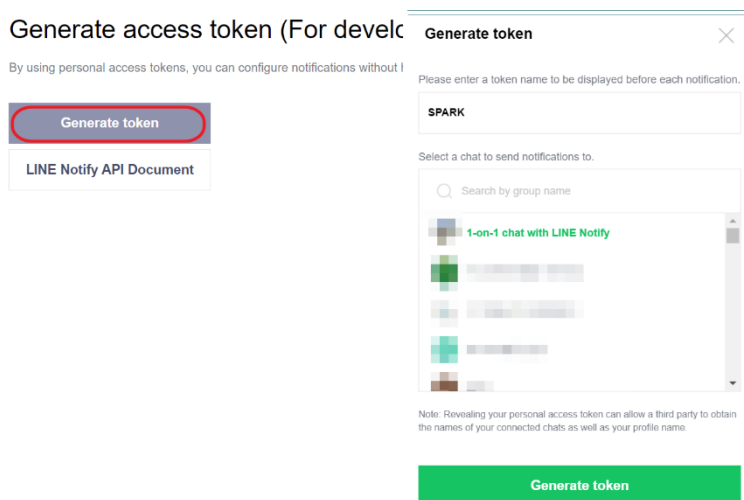 Generate access token (For develo
By using personal access tokens, you can configure notifications without
Generate token
LINE Notify API Document
Generate token
Please enter a token name to be displayed before each notification.
SPARK
Select a chat to send notifications to.
Search by group name
1-on-1 chat with LINE Notify
Note: Revealing your personal access token can allow a third party to obtain
the names of your connected chats as well as your profile name.
Generate token